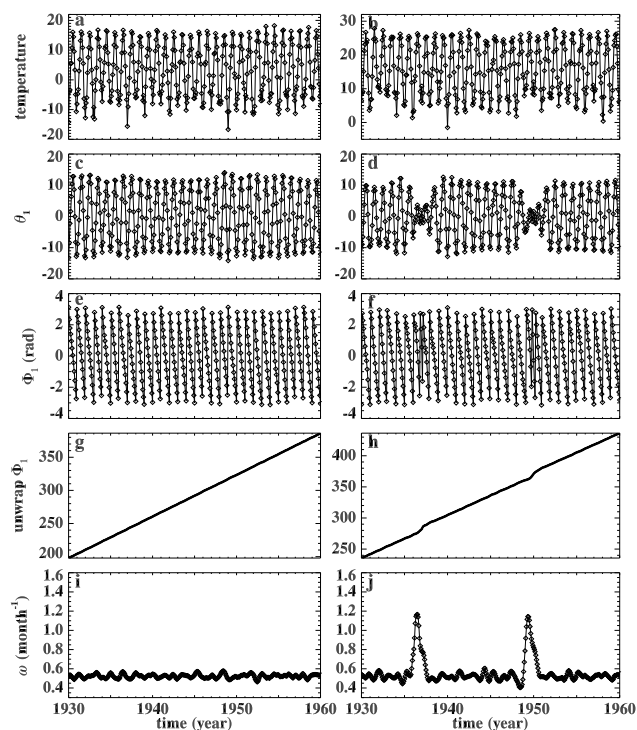 a
b
temperature
20
10
0
-10
-20
30
20
10
0
c
d
θ1
20
10
0
-10
-20
20
10
0
-10
-20
e
f
Φ1 (rad)
4
2
0
-2
-4
4
2
0
-2
-4
g
h
unwrap Φ1
350
300
250
200
400
350
300
250
i
j
ω (month-1)
1.6
1.4
1.2
1.0
0.8
0.6
0.4
1.6
1.4
1.2
1.0
0.8
0.6
0.4
1930 1940 1950 1960
1930 1940 1950 1960
time (year)
time (year)